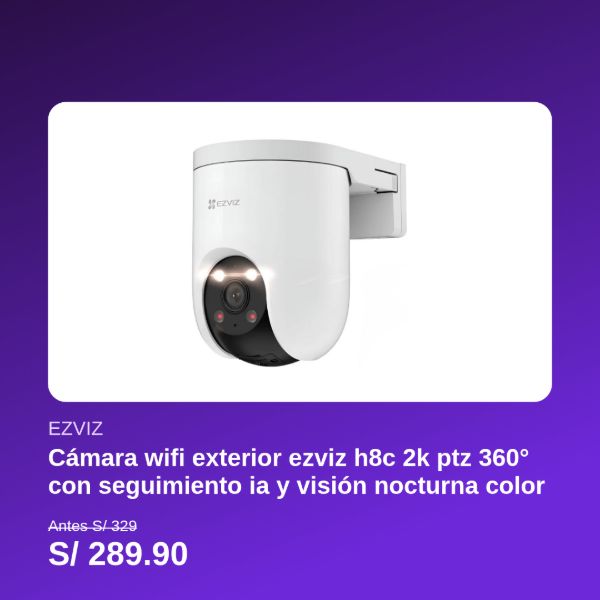 EZVIZ
EZVIZ
Cámara wifi exterior ezviz h8c 2k ptz 360°
con seguimiento ia y visión nocturna color
Antes S/ 329
S/ 289.90